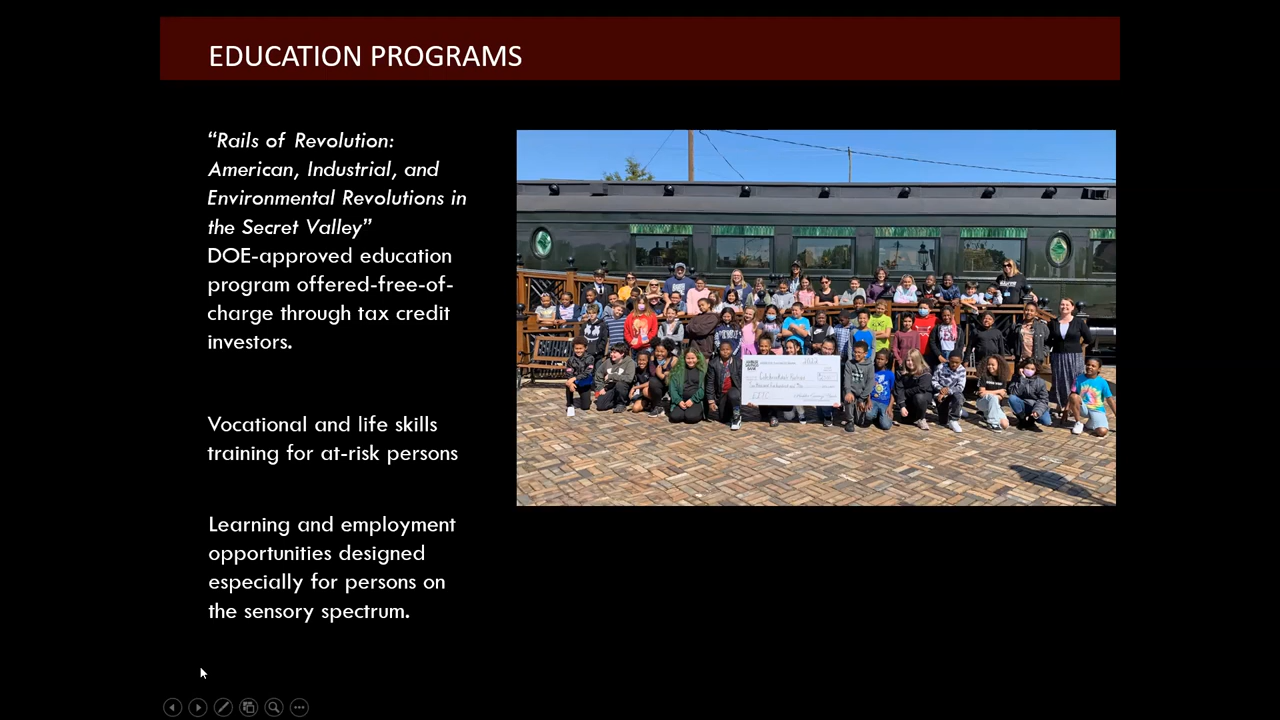 EDUCATION PROGRAMS
“Rails of Revolution:
American, Industrial, and
Environmental Revolutions in
the Secret Valley”
DOE-approved education
program offered-free-of-
charge through tax credit
investors.
Vocational and life skills
training for at-risk persons
Learning and employment
opportunities designed
especially for persons on
the sensory spectrum.